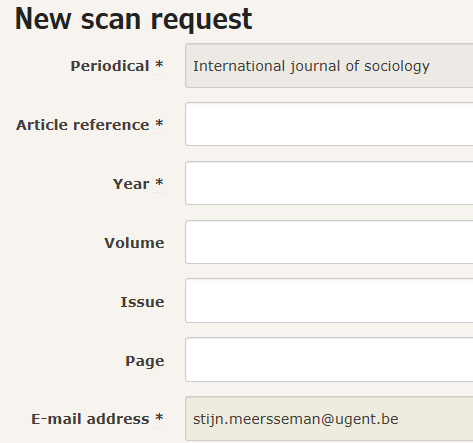 New scan request
Periodical * International journal of sociology
Article reference *
Year *
Volume
Issue
Page
E-mail address * stijn.meersseman@ugent.be